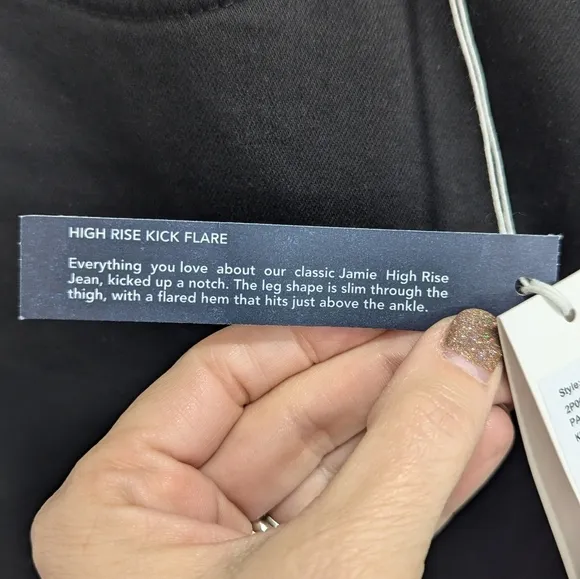 HIGH RISE KICK FLARE
Everything you love about our classic Jamie High Rise
Jean, kicked up a notch. The leg shape is slim through the
thigh, with a flared hem that hits just above the ankle.
Style